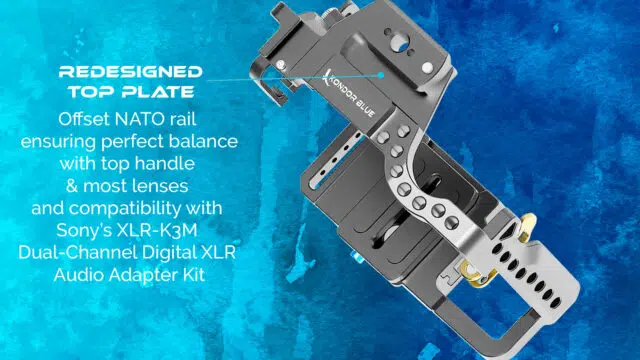 REDESIGNED
TOP PLATE
Offset NATO rail
ensuring perfect balance
with top handle
& most lenses
and compatibility with
Sony's XLR-K3M
Dual-Channel Digital XLR
Audio Adapter Kit
KONDOR BLUE